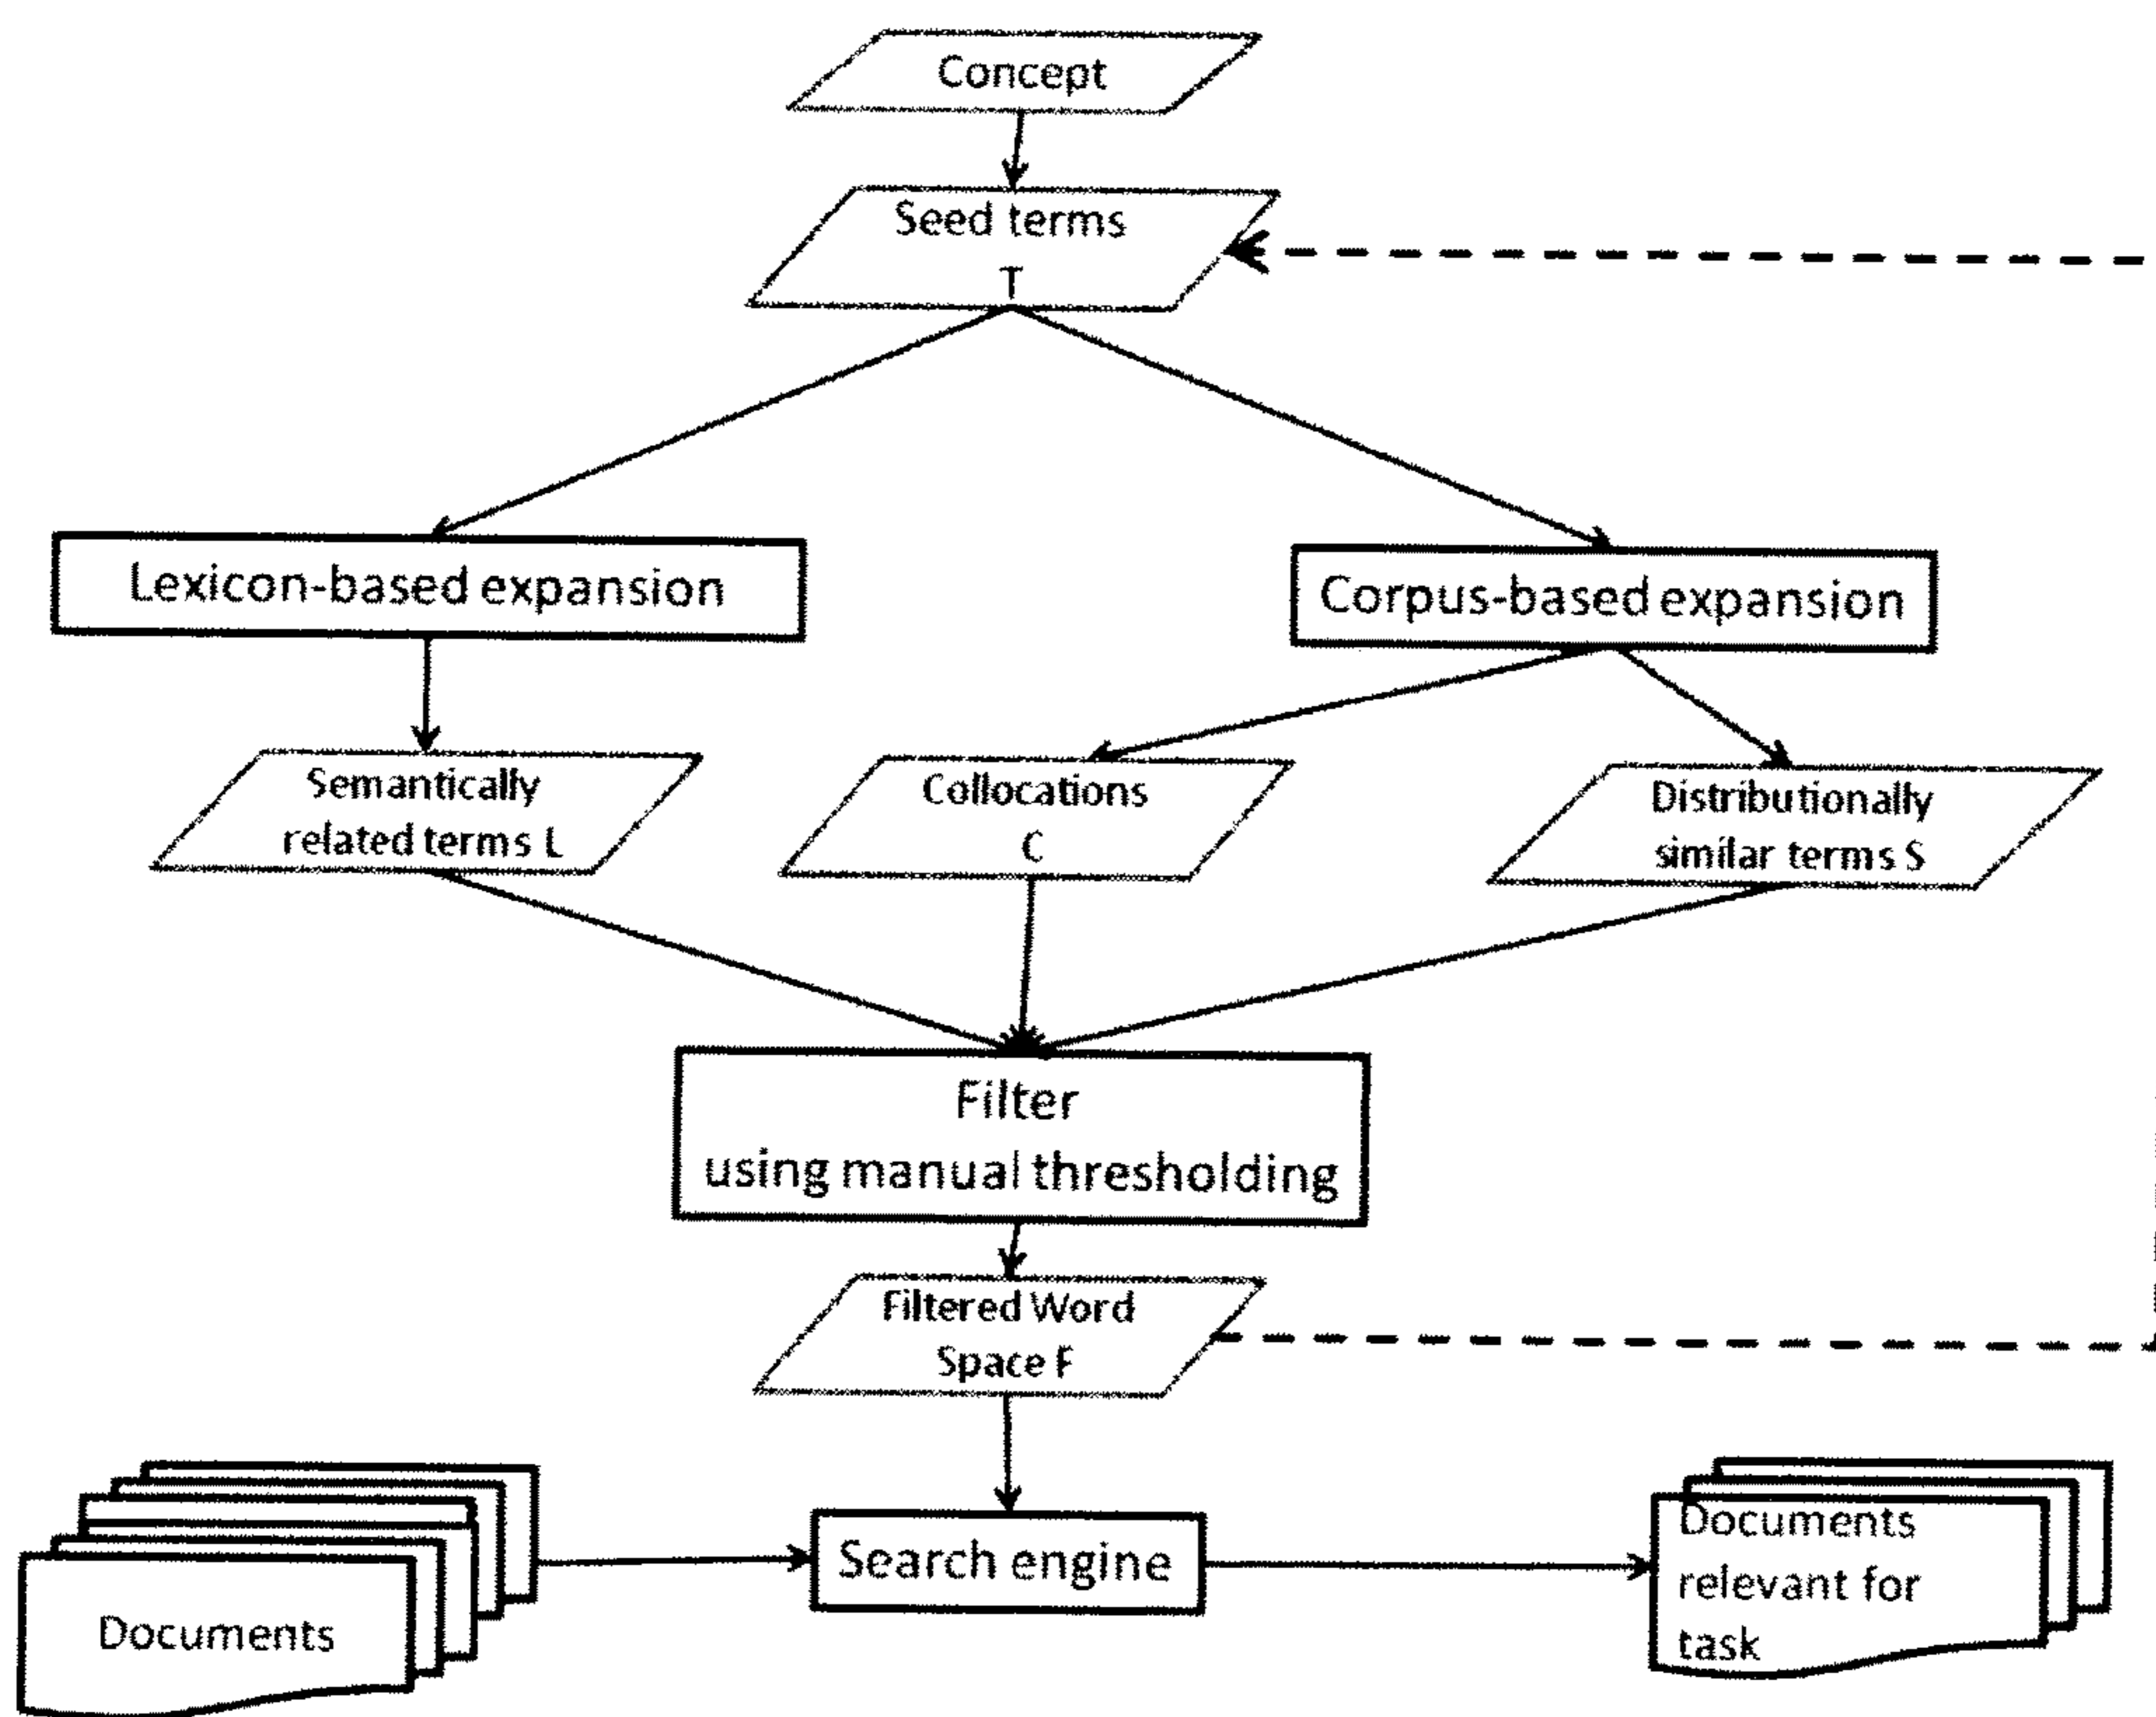 Concept
Seed terms
T
Lexicon-based expansion
Corpus-based expansion
Semantically
related terms L
Collocations
C
Distributionally
similar terms S
Filter
using manual thresholding
Filtered Word
Space F
Documents
Search engine
Documents
relevant for
task